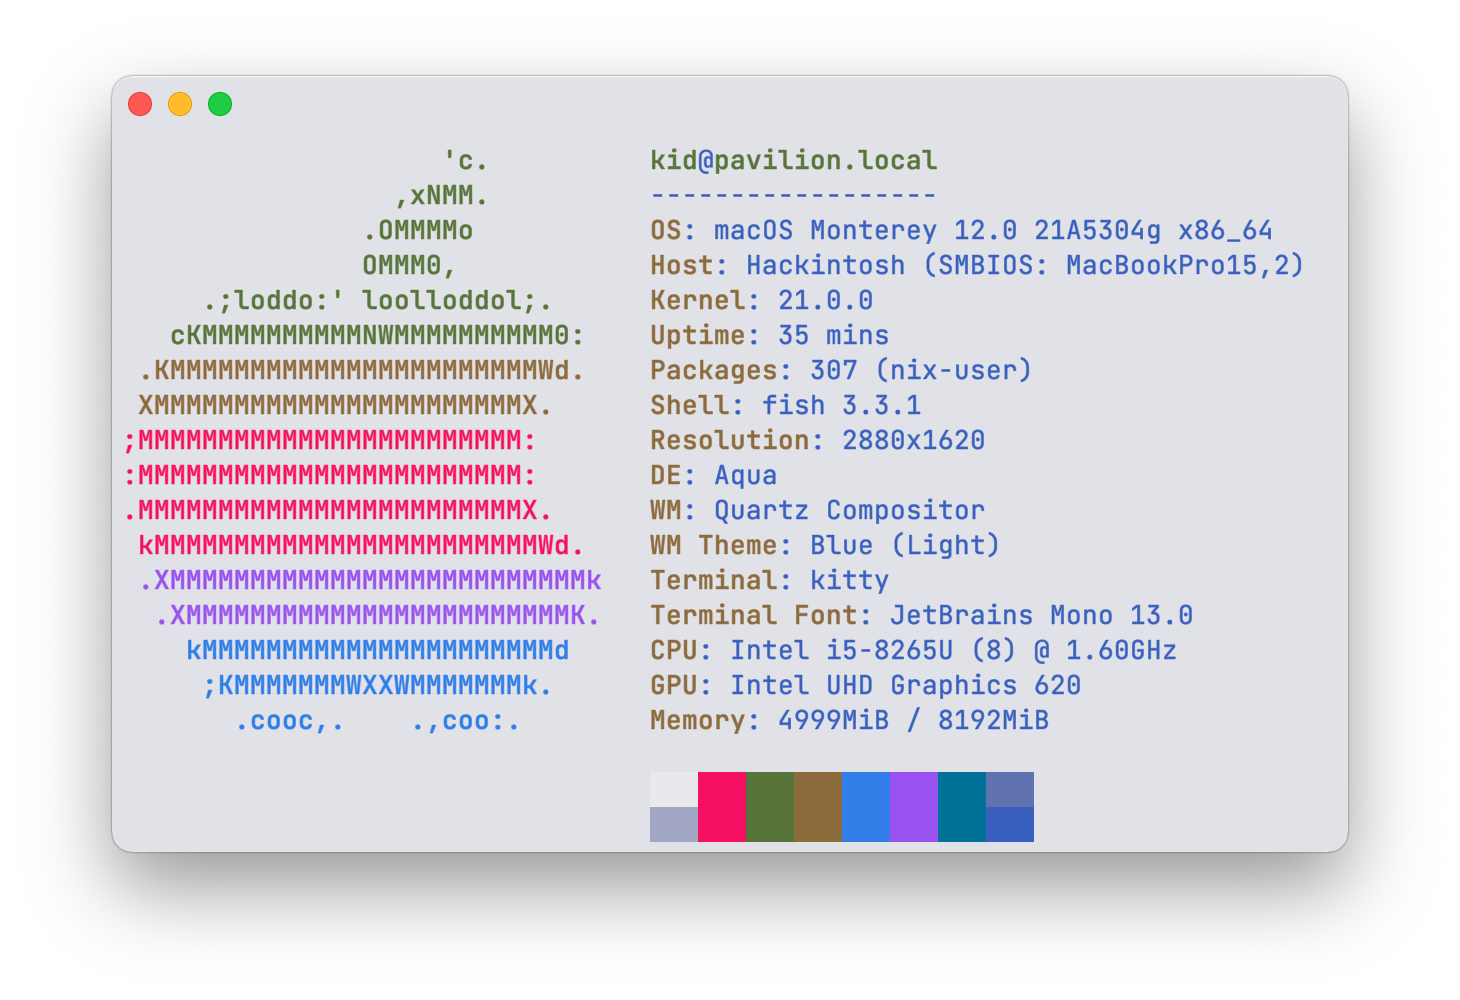 'c.
,xNMM.
.OMMMMo
OMMM0,
.;loddo:' loolloddol;.
cKMMMMMMMMMMNWMMMMMMMMMM0:
.KMMMMMMMMMMMMMMMMMMMMMMMWd.
XMMMMMMMMMMMMMMMMMMMMMMMX.
;MMMMMMMMMMMMMMMMMMMMMMMM:
:MMMMMMMMMMMMMMMMMMMMMMMM:
.MMMMMMMMMMMMMMMMMMMMMMMMX.
kMMMMMMMMMMMMMMMMMMMMMMMMWd.
.XMMMMMMMMMMMMMMMMMMMMMMMMMMk
.XMMMMMMMMMMMMMMMMMMMMMMMMK.
kMMMMMMMMMMMMMMMMMMMMMMd
;KMMMMMMMWXXWMMMMMMMk.
.cooc,.    .,coo:.
kid@pavilion.local
------------------
OS: macOS Monterey 12.0 21A5304g x86_64
Host: Hackintosh (SMBIOS: MacBookPro15,2)
Kernel: 21.0.0
Uptime: 35 mins
Packages: 307 (nix-user)
Shell: fish 3.3.1
Resolution: 2880x1620
DE: Aqua
WM: Quartz Compositor
WM Theme: Blue (Light)
Terminal: kitty
Terminal Font: JetBrains Mono 13.0
CPU: Intel i5-8265U (8) @ 1.60GHz
GPU: Intel UHD Graphics 620
Memory: 4999MiB / 8192MiB